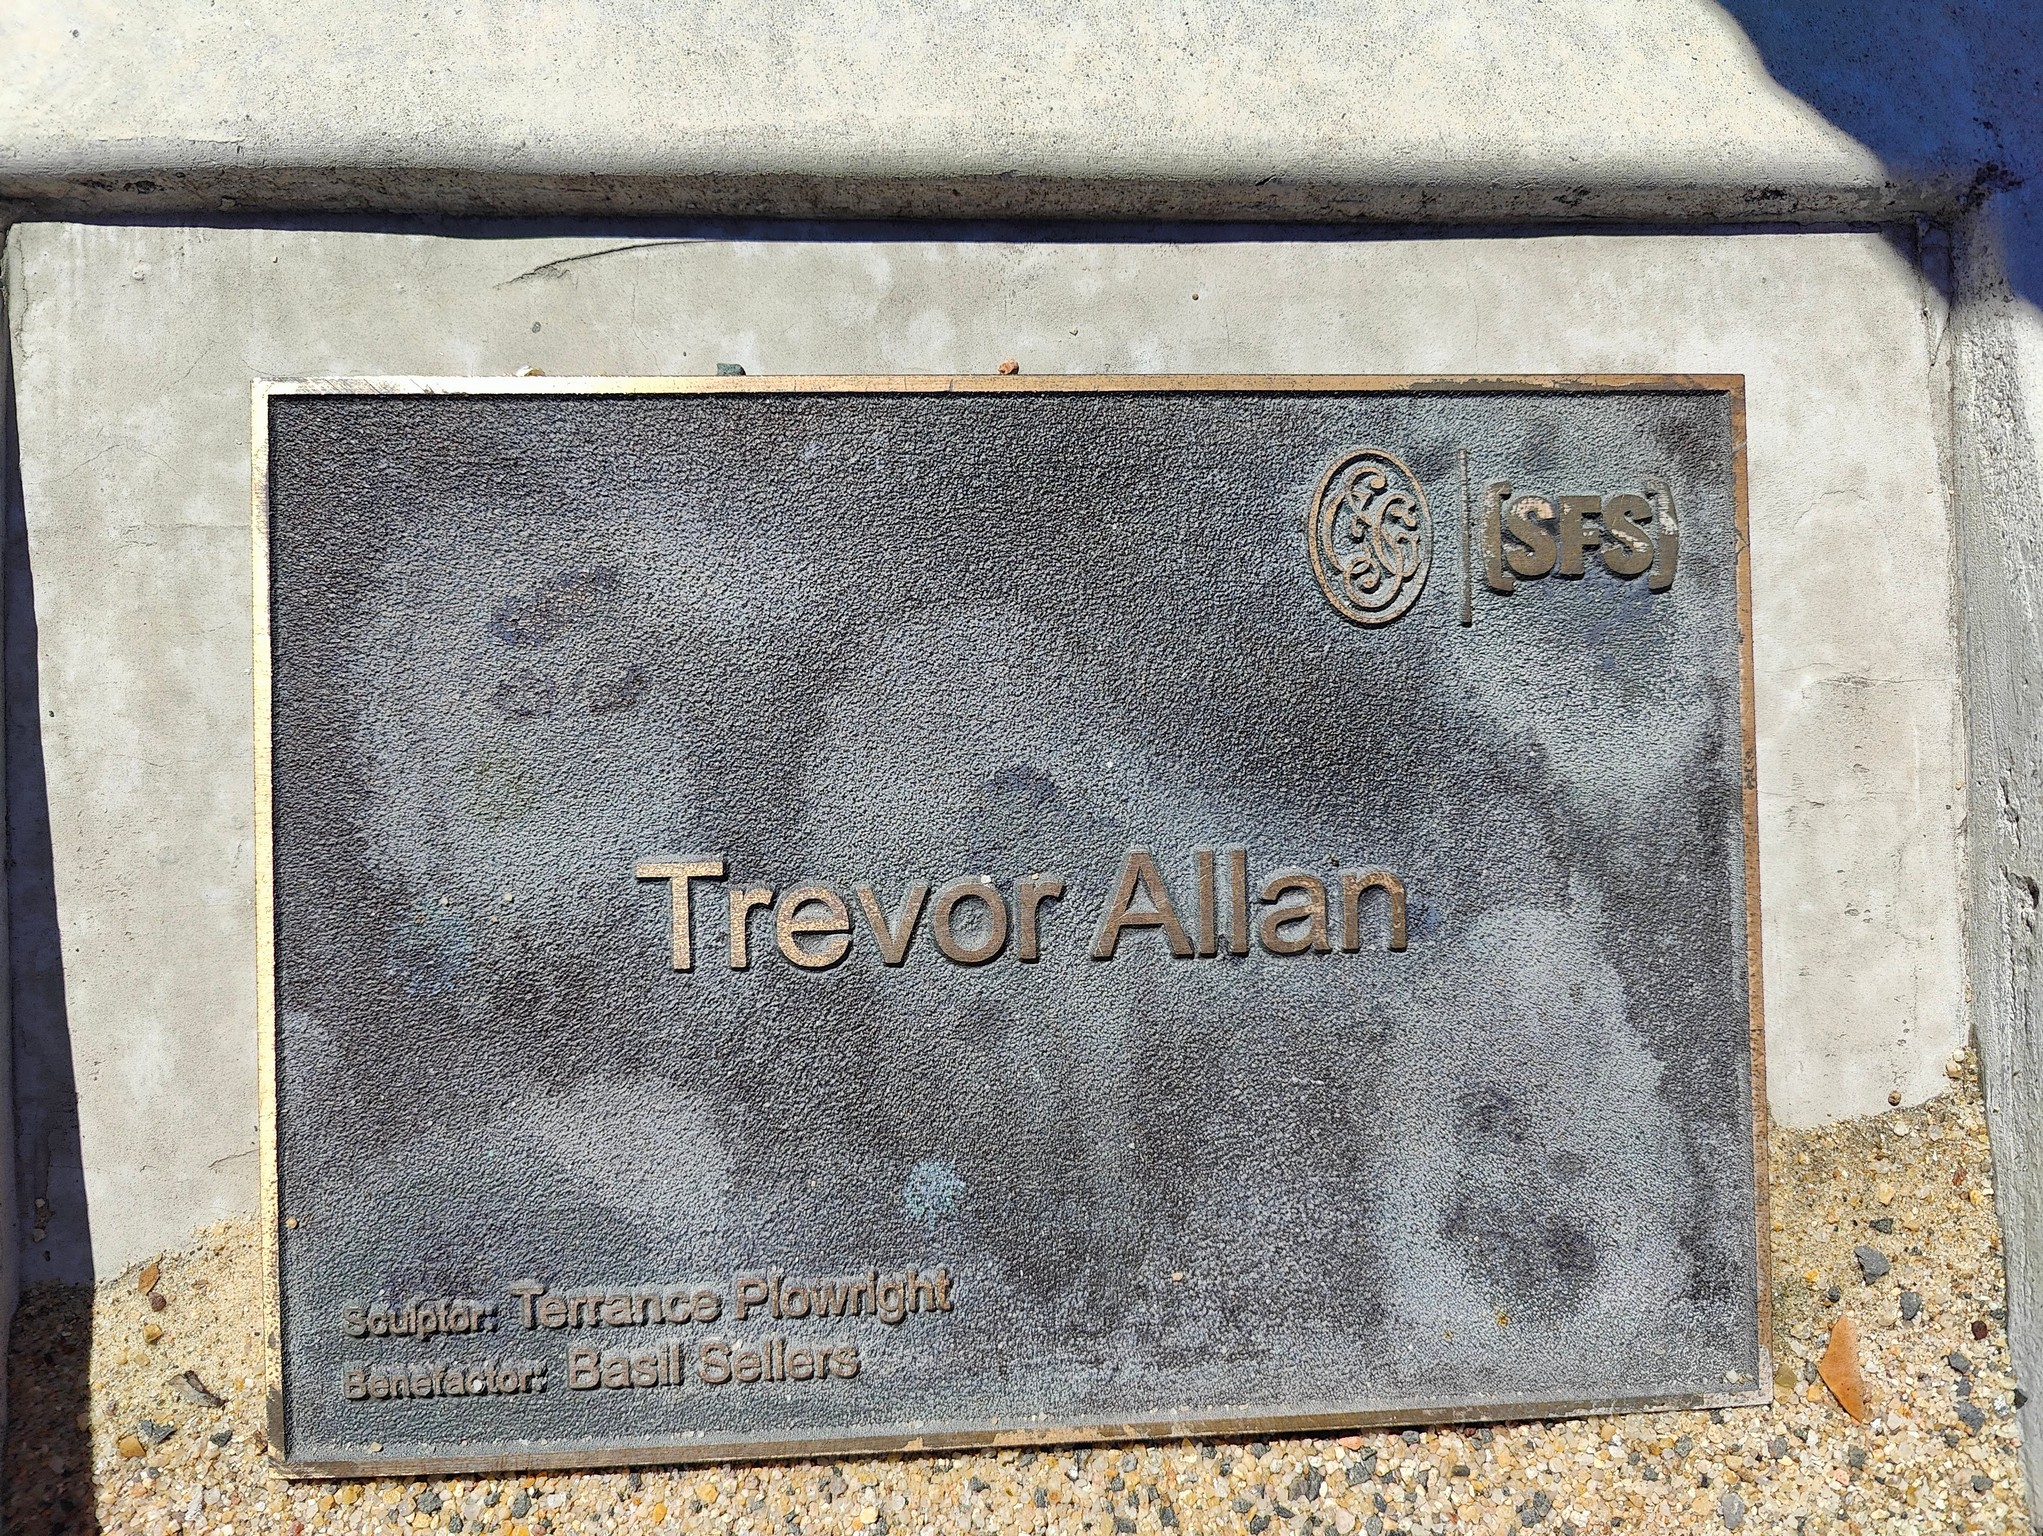 [SFS]
Trevor Allan
Sculptor: Terrance Plowright
Benefactor: Basil Sellers